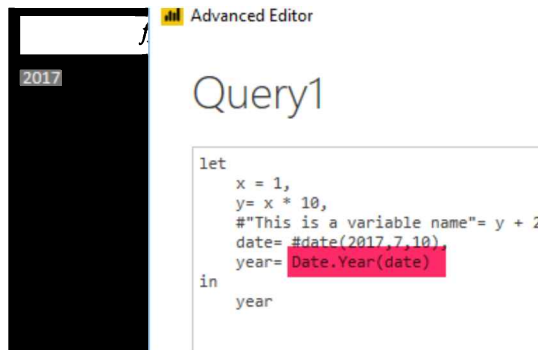 Advanced Editor
2017
Query1
let
x = 1,
y= x * 10,
#"This is a variable name"= y + 2
date= #date(2017,7,10),
year= Date.Year(date)
in
year